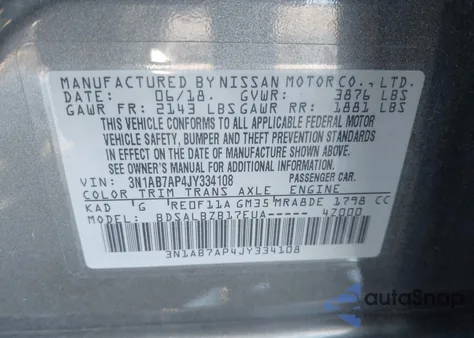 MANUFACTURED BY NISSAN MOTOR CO., LTD.
DATE 06/18. GVWR: 3876 LBS
GAWR FR: 2143 LBS GAWR RR: 1881 LBS
THIS VEHICLE CONFORMS TO ALL APPLICABLE FEDERAL MOTOR
VEHICLE SAFETY, BUMPER AND THEFT PREVENTION STANDARDS
IN EFFECT ON THE DATE OF MANUFACTURE SHOWN ABOVE.
SEE OWNER'S MANUAL FOR ADDITIONAL INFORMATION
VIN: 3N1AB7AP4JY334108 PASSENGER CAR.
COLOR TRIM TRANS AXLE ENGINE
KAD G RE0F11A GM35 MRA8DE 1798 CC
BDSALBZB17EUA----- 4Z000
3N1AB7AP4JY334108
autoSnap